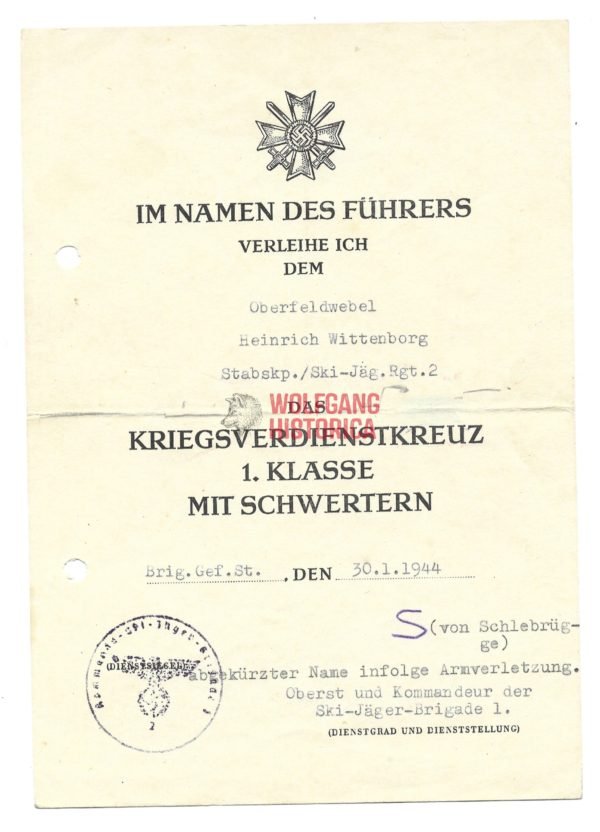 IM NAMEN DES FÜHRERS
VERLEIHE ICH
DEM
Oberfeldwebel
Heinrich Wittenborg
Stabskp./Ski-Jäg.Rgt.2
WOLFGANG
DAS
HISTORICA
KRIEGSVERDIENSTKREUZ
1. KLASSE
MIT SCHWERTERN
Brig.Gef.St. , DEN 30.1.1944
S (von Schlebrüg-
ge)
(DIENSTSIEGEL)
abgekürzter Name infolge Armverletzung.
Oberst und Kommandeur der
Ski-Jäger-Brigade 1.
(DIENSTGRAD UND DIENSTSTELLUNG)